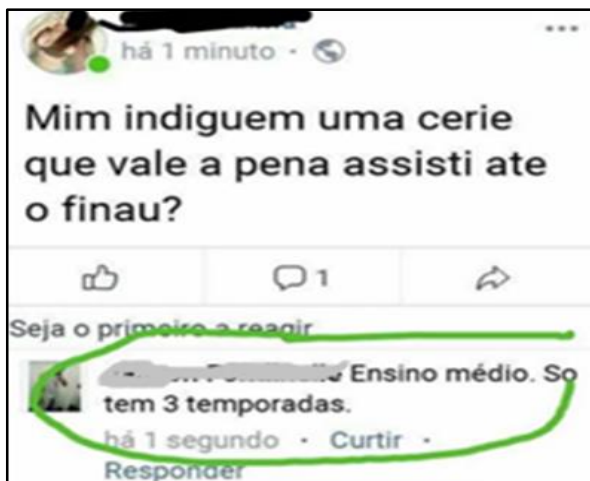 há 1 minuto ·
...
Mim indiguem uma cerie
que vale a pena assisti ate
o finau?
1
Seja o primeiro a reagir
Ensino médio. So
tem 3 temporadas.
há 1 segundo · Curtir ·
Responder